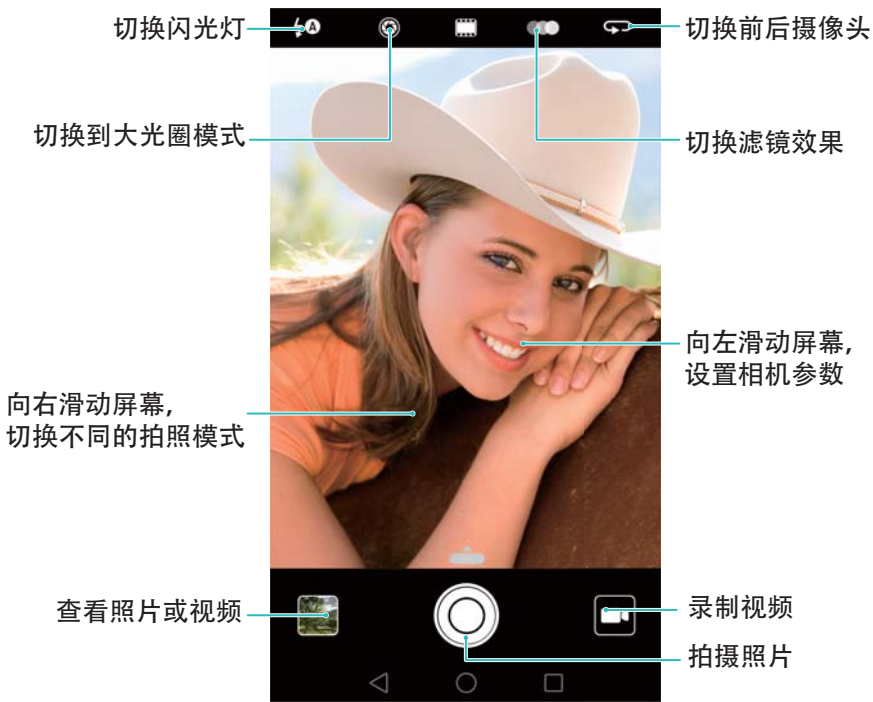 切换闪光灯
A
切换前后摄像头
切换到大光圈模式
切换滤镜效果
向左滑动屏幕,
设置相机参数
向右滑动屏幕,
切换不同的拍照模式
查看照片或视频
录制视频
拍摄照片